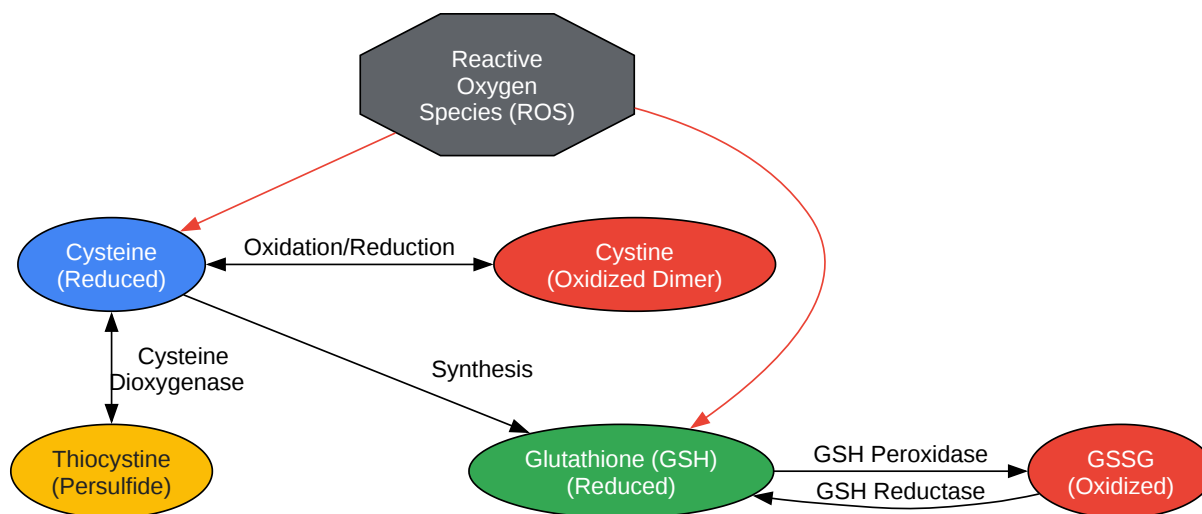 Reactive
Oxygen
Species (ROS)
Cysteine
(Reduced)
Oxidation/Reduction
Cystine
(Oxidized Dimer)
Cysteine
Dioxygenase
Synthesis
Thiocystine
(Persulfide)
Glutathione (GSH)
(Reduced)
GSH Peroxidase
GSH Reductase
GSSG
(Oxidized)